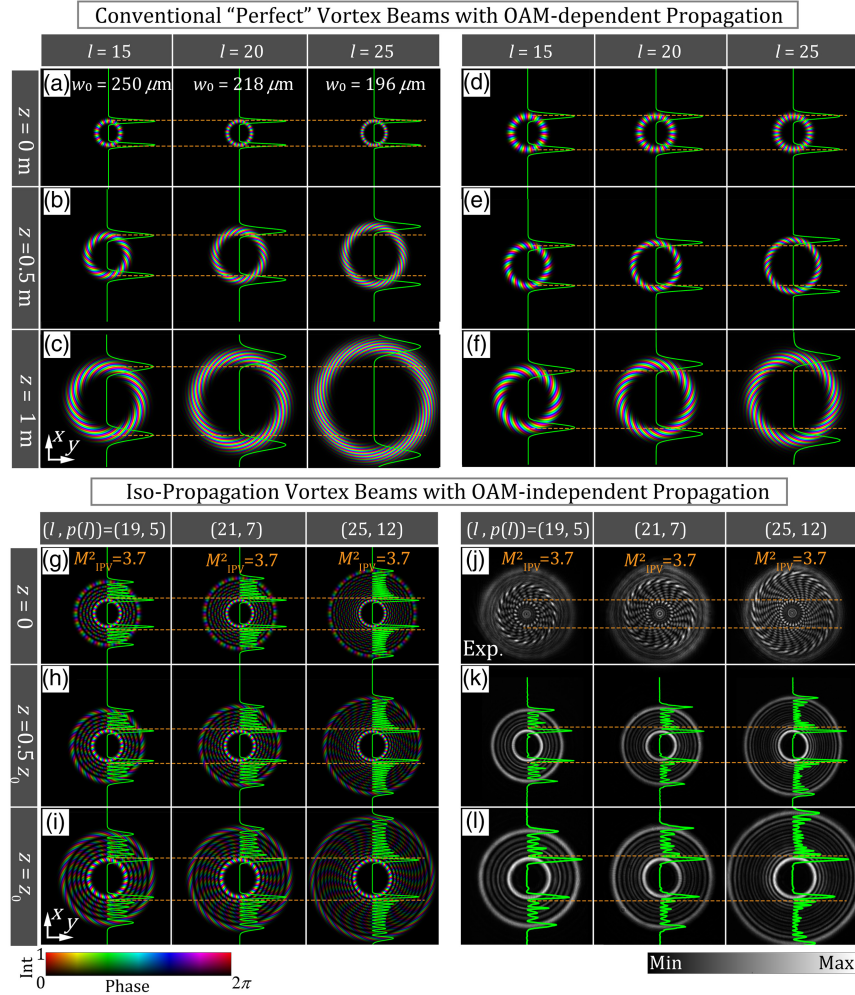 Conventional “Perfect” Vortex Beams with OAM-dependent Propagation
l = 15
l = 20
l = 25
l = 15
l = 20
l = 25
z = 0 m
(a)
w₀ = 250 μm
w₀ = 218 μm
w₀ = 196 μm
(d)
z=0.5 m
(b)
(e)
z = 1 m
(c)
x
y
(f)
Iso-Propagation Vortex Beams with OAM-independent Propagation
(l , p(l))=(19, 5)
(21, 7)
(25, 12)
(l , p(l))=(19, 5)
(21, 7)
(25, 12)
z = 0
(g)
M²IPV=3.7
M²IPV=3.7
M²IPV=3.7
(j)
M²IPV=3.7
M²IPV=3.7
M²IPV=3.7
Exp.
z=0.5 z₀
(h)
(k)
z=z₀
(i)
x
y
(l)
Int
1
0
Phase
2π
Min
Max